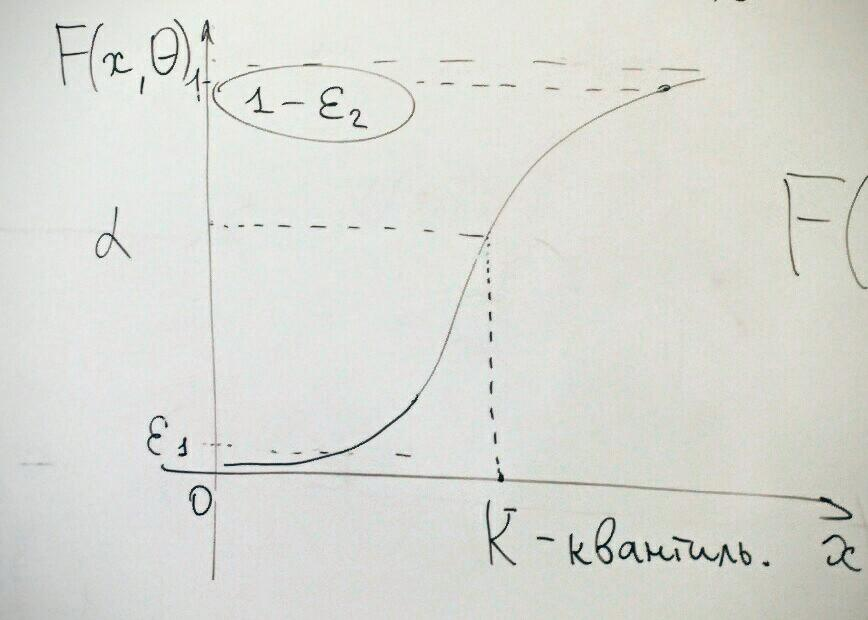 F(x, θ)
1
1 - ε₂
α
F(
ε₁
0
K - квантиль.
x